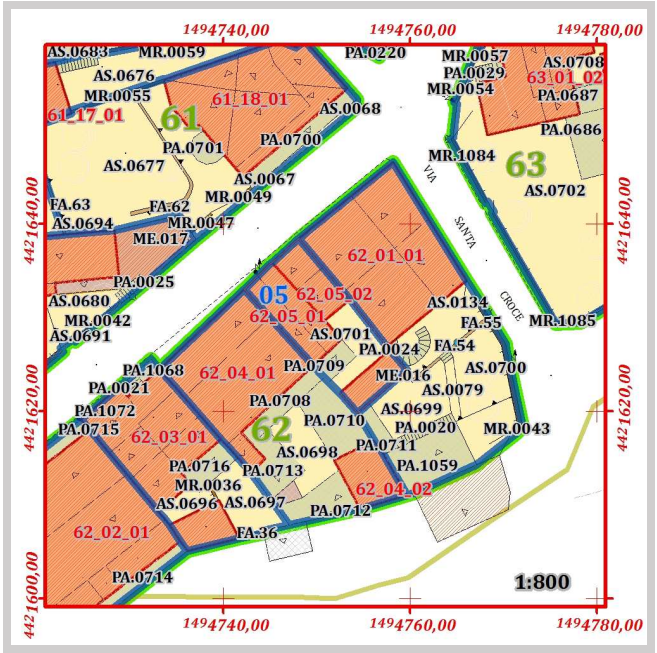 1494740,00 1494760,00 1494780,00
AS.0683 MR.0059 PA.0220 MR.0057 AS.0708
AS.0676 PA.0029 63_01_02
MR.0055 61_18_01 MR.0054 PA.0687
61_17_01 61 AS.0068
PA.0701 PA.0700 PA.0686
AS.0677 MR.1084 63
AS.0067 VIA AS.0702
FA.63 FA.62 MR.0049
AS.0694 MR.0047 SANTA
4421640,00 ME.017 4421640,00
62_01_01
PA.0025 05 62_05_02
AS.0680 62_05_01 AS.0134 CROCE
MR.0042 FA.55 MR.1085
AS.0691 AS.0701 FA.54
PA.0024
PA.1068 62_04_01 PA.0709 ME.016 AS.0700
PA.0021 AS.0079
PA.1072 PA.0708 AS.0699
PA.0715 62 PA.0710 PA.0020 MR.0043
4421620,00 62_03_01 PA.0711 4421620,00
AS.0698
PA.0716 PA.0713 PA.1059
MR.0036
AS.0696 AS.0697 62_04_02
PA.0712
62_02_01 FA.36
PA.0714 1:800
4421600,00 4421600,00
1494740,00 1494760,00 1494780,00